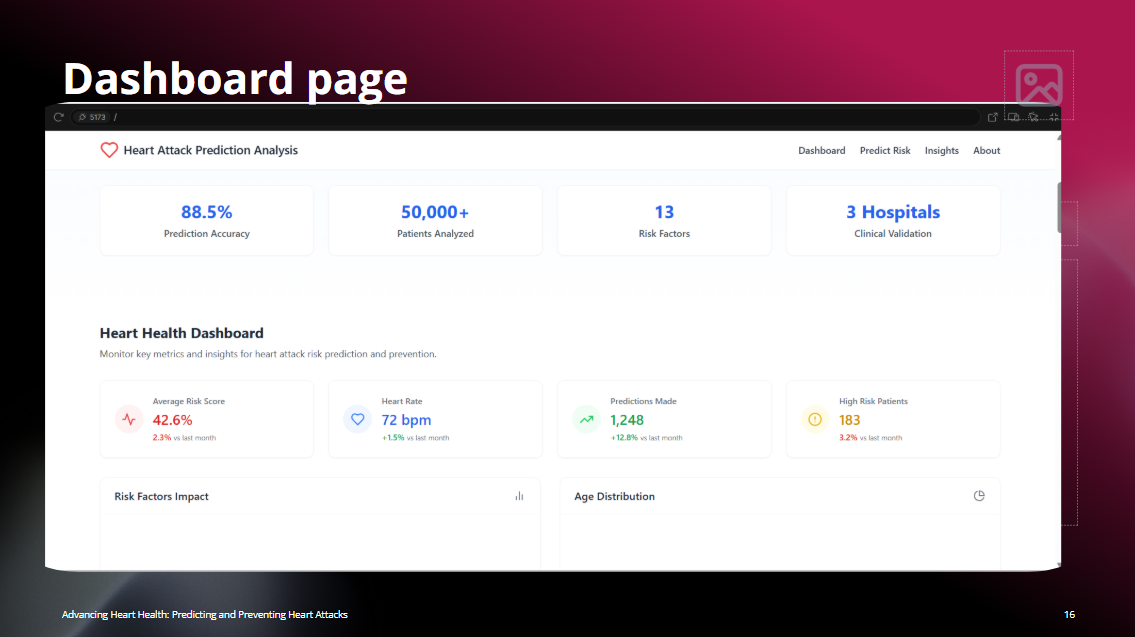 Dashboard page
5173 /
Heart Attack Prediction Analysis
Dashboard Predict Risk Insights About
88.5% 50,000+ 13 3 Hospitals
Prediction Accuracy Patients Analyzed Risk Factors Clinical Validation
Heart Health Dashboard
Monitor key metrics and insights for heart attack risk prediction and prevention.
Average Risk Score Heart Rate Predictions Made High Risk Patients
42.6% 72 bpm 1,248 183
2.3% vs last month +1.5% vs last month +12.8% vs last month 3.2% vs last month
Risk Factors Impact Age Distribution
Advancing Heart Health: Predicting and Preventing Heart Attacks 16